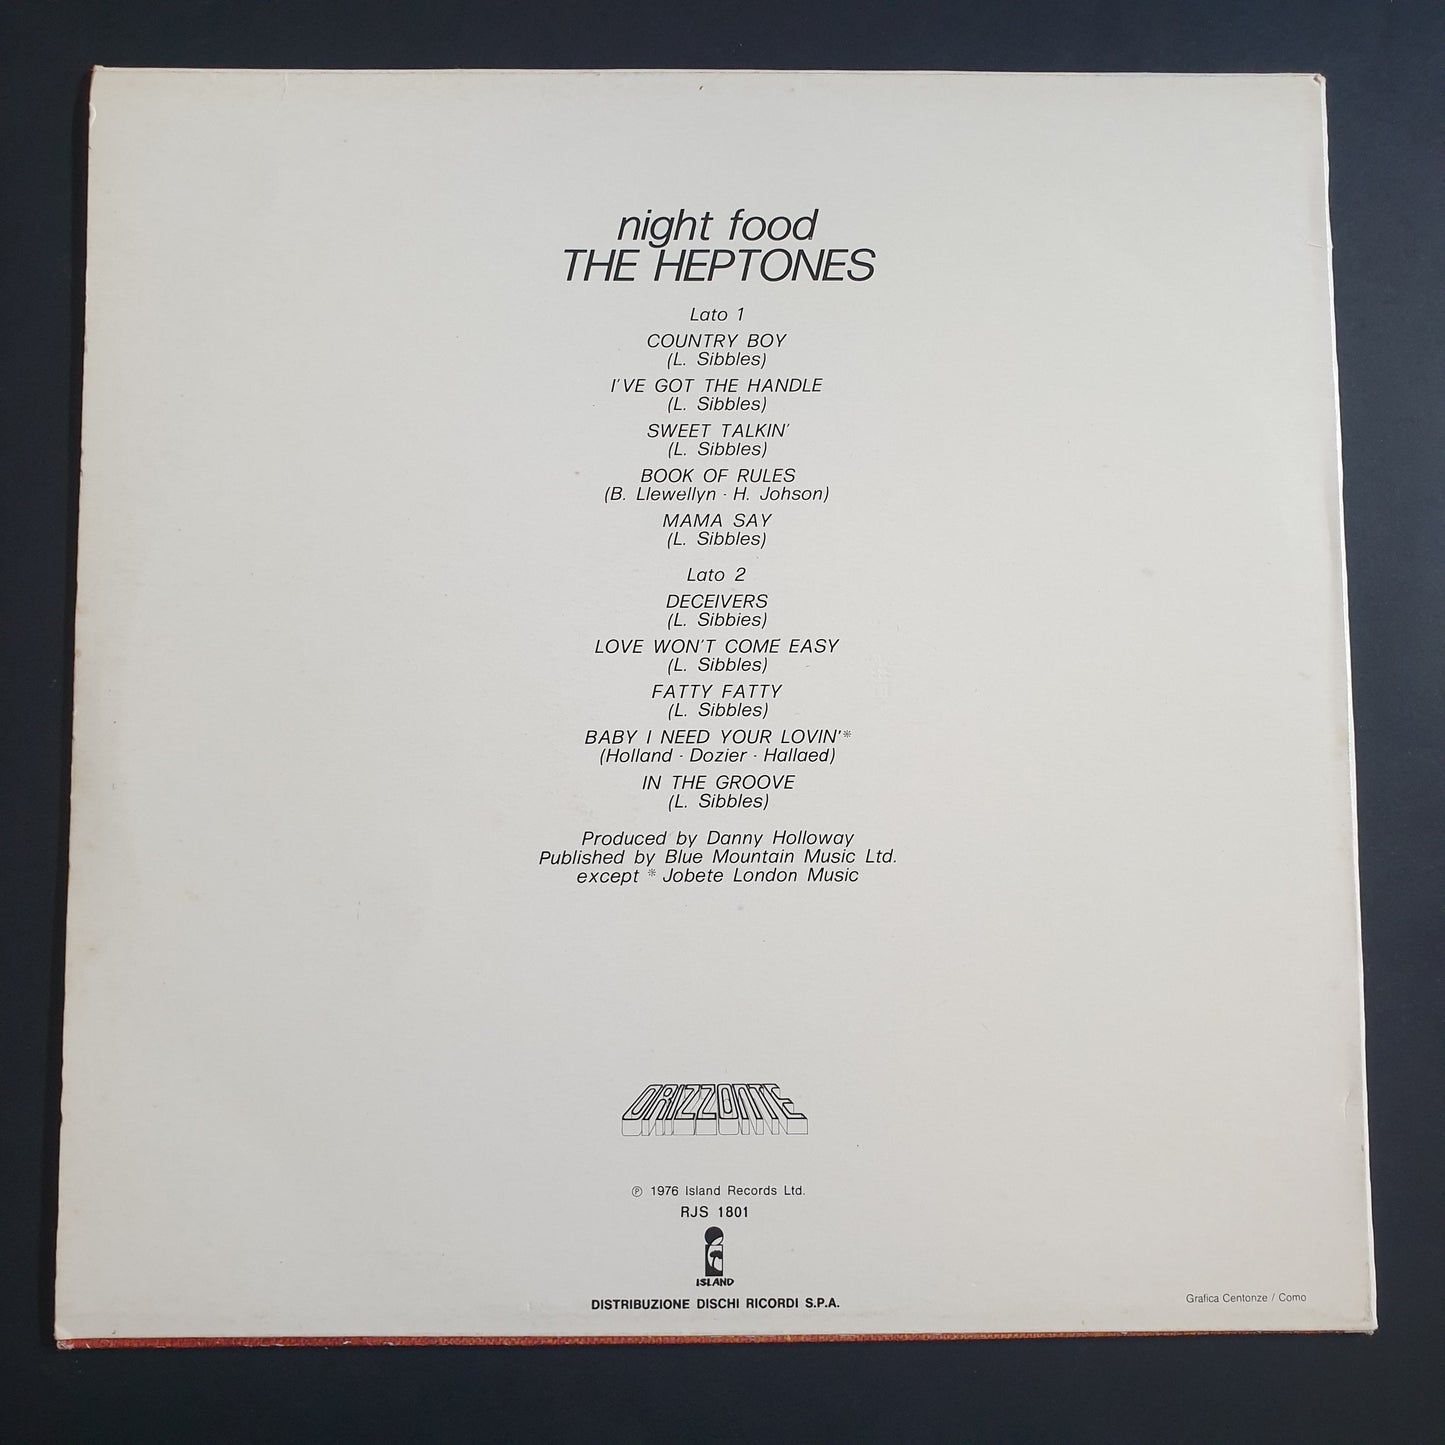 night food
THE HEPTONES
Lato 1
COUNTRY BOY
(L. Sibbles)
I'VE GOT THE HANDLE
(L. Sibbles)
SWEET TALKIN'
(L. Sibbles)
BOOK OF RULES
(B. Llewellyn · H. Johson)
MAMA SAY
(L. Sibbles)
Lato 2
DECEIVERS
(L. Sibbies)
LOVE WON'T COME EASY
(L. Sibbles)
FATTY FATTY
(L. Sibbles)
BABY I NEED YOUR LOVIN'*
(Holland · Dozier · Hallaed)
IN THE GROOVE
(L. Sibbles)
Produced by Danny Holloway
Published by Blue Mountain Music Ltd.
except * Jobete London Music
ORIZZONTE
℗ 1976 Island Records Ltd.
RJS 1801
ISLAND
DISTRIBUZIONE DISCHI RICORDI S.P.A.
Grafica Centonze / Como